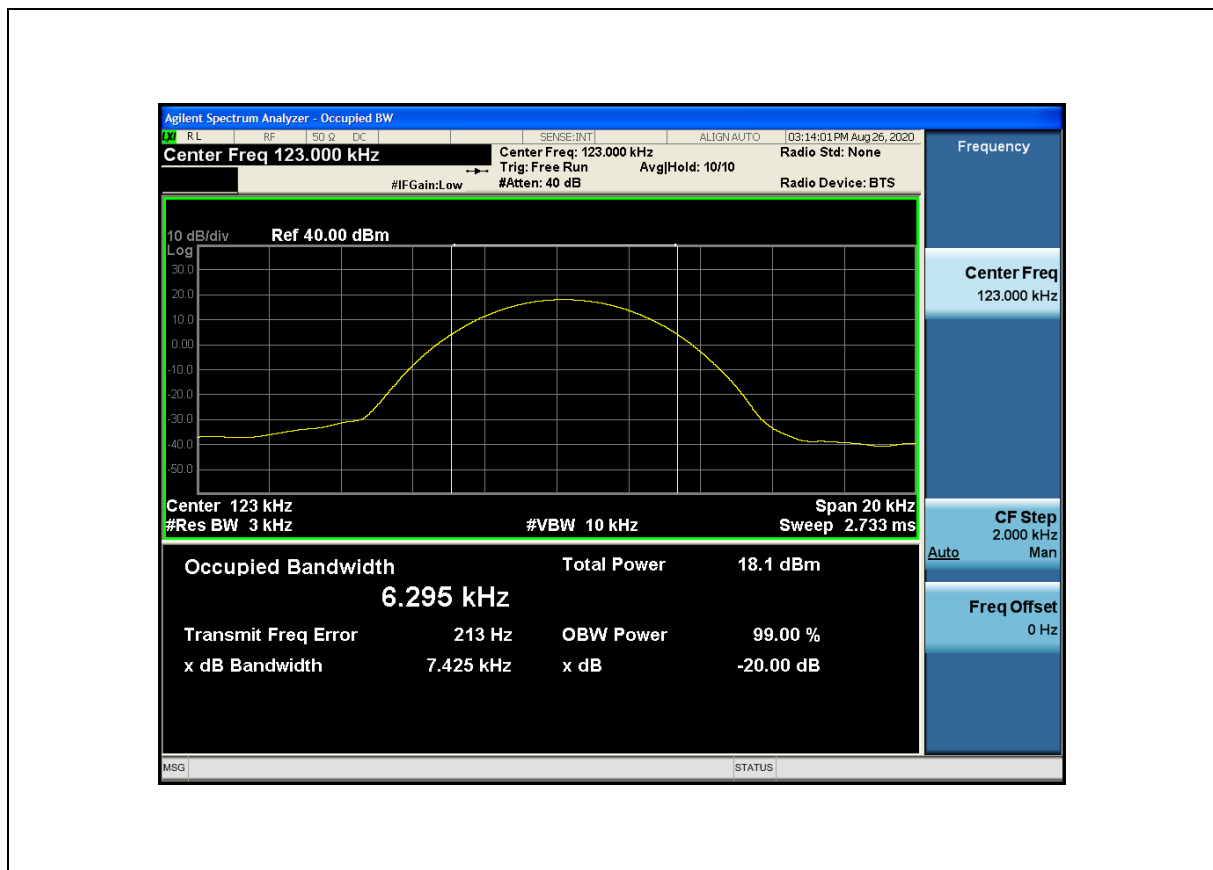 Agilent Spectrum Analyzer - Occupied BW
LXI RL RF 50 Ω DC SENSE:INT ALIGN AUTO 03:14:01 PM Aug 26, 2020
Center Freq 123.000 kHz
Center Freq: 123.000 kHz
Radio Std: None
Trig: Free Run Avg|Hold: 10/10
#IFGain:Low
#Atten: 40 dB
Radio Device: BTS
10 dB/div Ref 40.00 dBm
Log
30.0
20.0
10.0
0.00
-10.0
-20.0
-30.0
-40.0
-50.0
Center 123 kHz Span 20 kHz
#Res BW 3 kHz #VBW 10 kHz Sweep 2.733 ms
Occupied Bandwidth Total Power 18.1 dBm
6.295 kHz
Transmit Freq Error 213 Hz OBW Power 99.00 %
x dB Bandwidth 7.425 kHz x dB -20.00 dB
MSG STATUS
Frequency
Center Freq
123.000 kHz
CF Step
2.000 kHz
Auto Man
Freq Offset
0 Hz